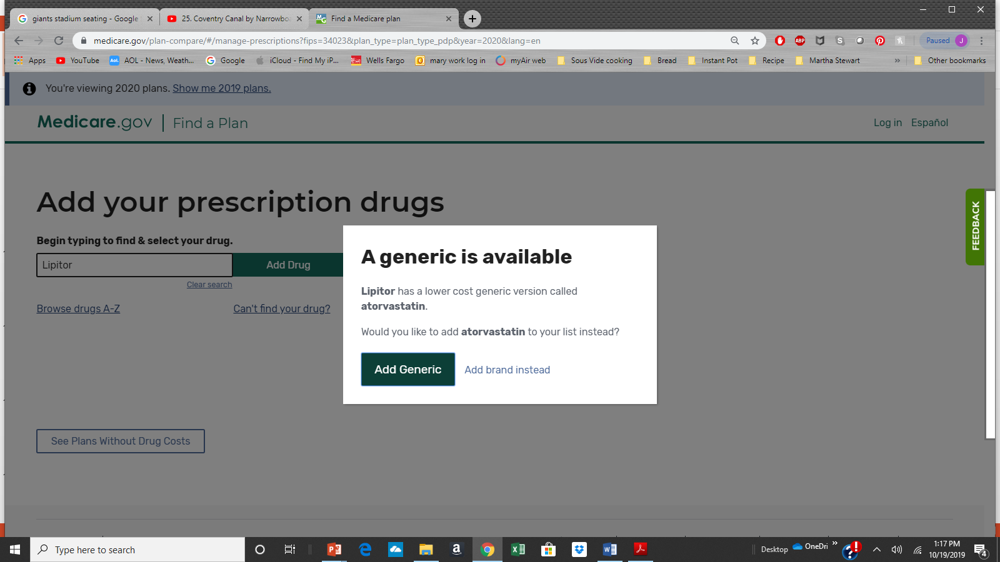 giants stadium seating - Google
25. Coventry Canal by Narrowbo
Find a Medicare plan
medicare.gov/plan-compare/#/manage-prescriptions?fips=34023&plan_type=plan_type_pdp&year=2020&lang=en
ABP
Paused
J
Apps
YouTube
Aol.
AOL - News, Weath...
Google
iCloud - Find My iP...
Wells Fargo
mary work log in
myAir web
Sous Vide cooking
Bread
Instant Pot
Recipe
Martha Stewart
»
Other bookmarks
You're viewing 2020 plans. Show me 2019 plans.
Medicare.gov | Find a Plan
Log in Español
Add your prescription drugs
Begin typing to find & select your drug.
Lipitor
Add Drug
Clear search
Browse drugs A-Z
Can't find your drug?
See Plans Without Drug Costs
A generic is available
Lipitor has a lower cost generic version called
atorvastatin.
Would you like to add atorvastatin to your list instead?
Add Generic
Add brand instead
FEEDBACK
Type here to search
Desktop
OneDri
»
1:17 PM
10/19/2019
4